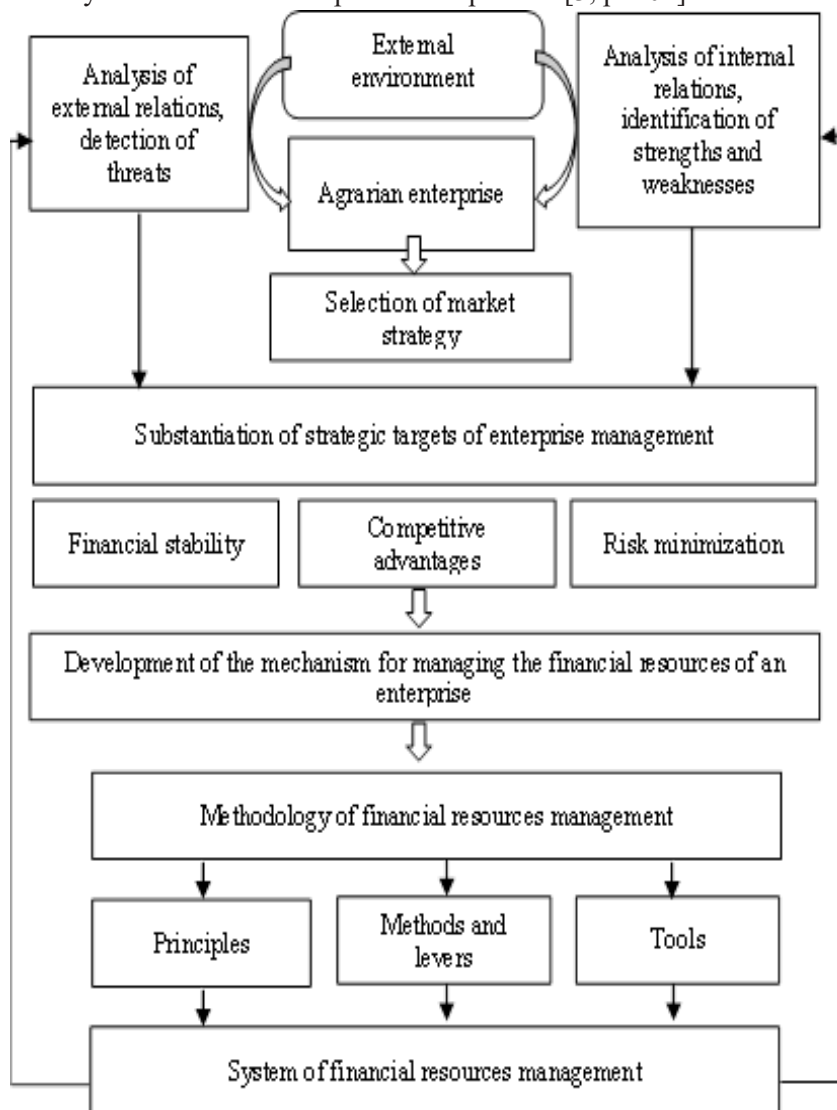 External
environment
Analysis of
external relations,
detection of
threats
Analysis of internal
relations,
identification of
strengths and
weaknesses
Agrarian enterprise
Selection of market
strategy
Substantiation of strategic targets of enterprise management
Financial stability
Competitive
advantages
Risk minimization
Development of the mechanism for managing the financial resources of an
enterprise
Methodology of financial resources management
Principles
Methods and
levers
Tools
System of financial resources management